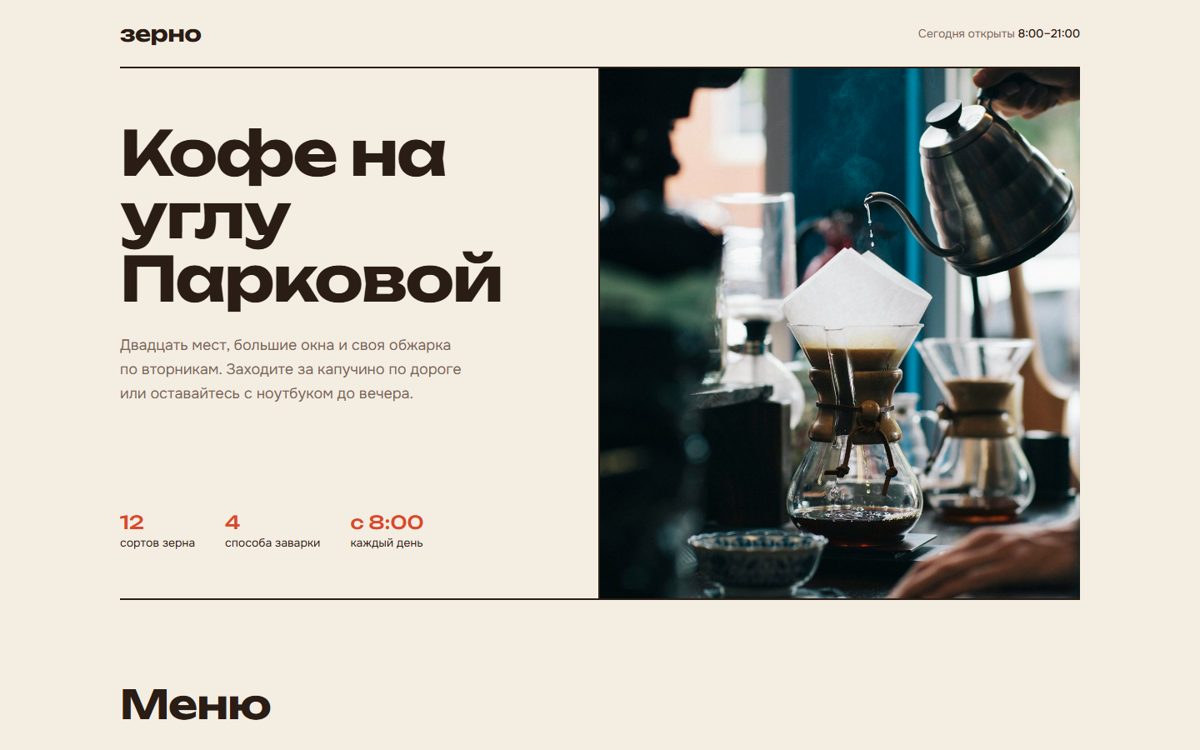 зерно
Сегодня открыты 8:00–21:00
Кофе на
углу
Парковой
Двадцать мест, большие окна и своя обжарка
по вторникам. Заходите за капучино по дороге
или оставайтесь с ноутбуком до вечера.
12
сортов зерна
4
способа заварки
с 8:00
каждый день
Меню